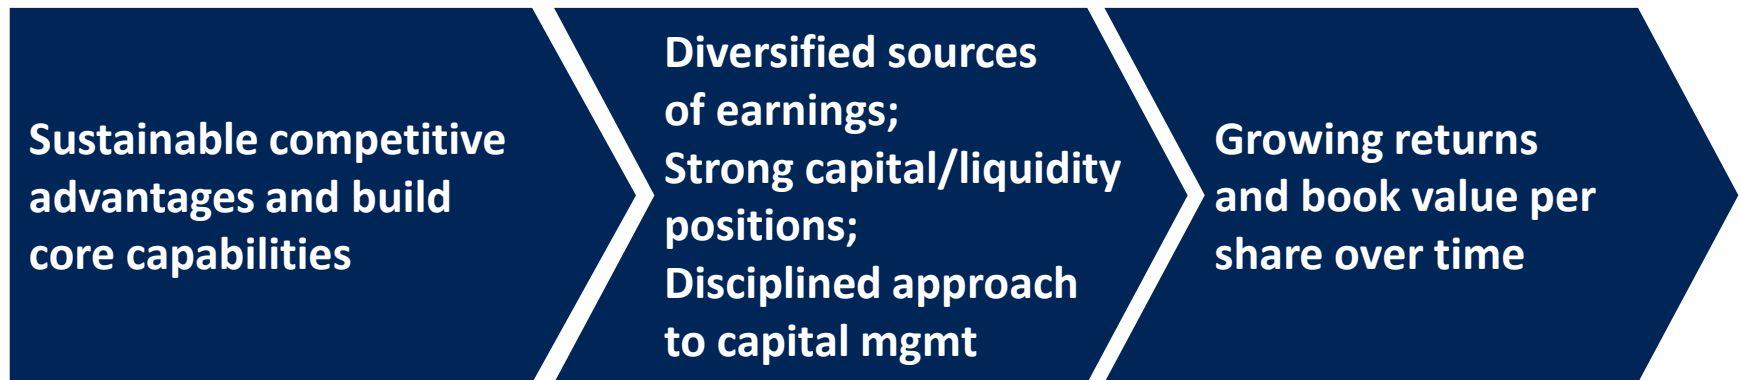 Sustainable competitive
advantages and build
core capabilities
Diversified sources
of earnings;
Strong capital/liquidity
positions;
Disciplined approach
to capital mgmt
Growing returns
and book value per
share over time